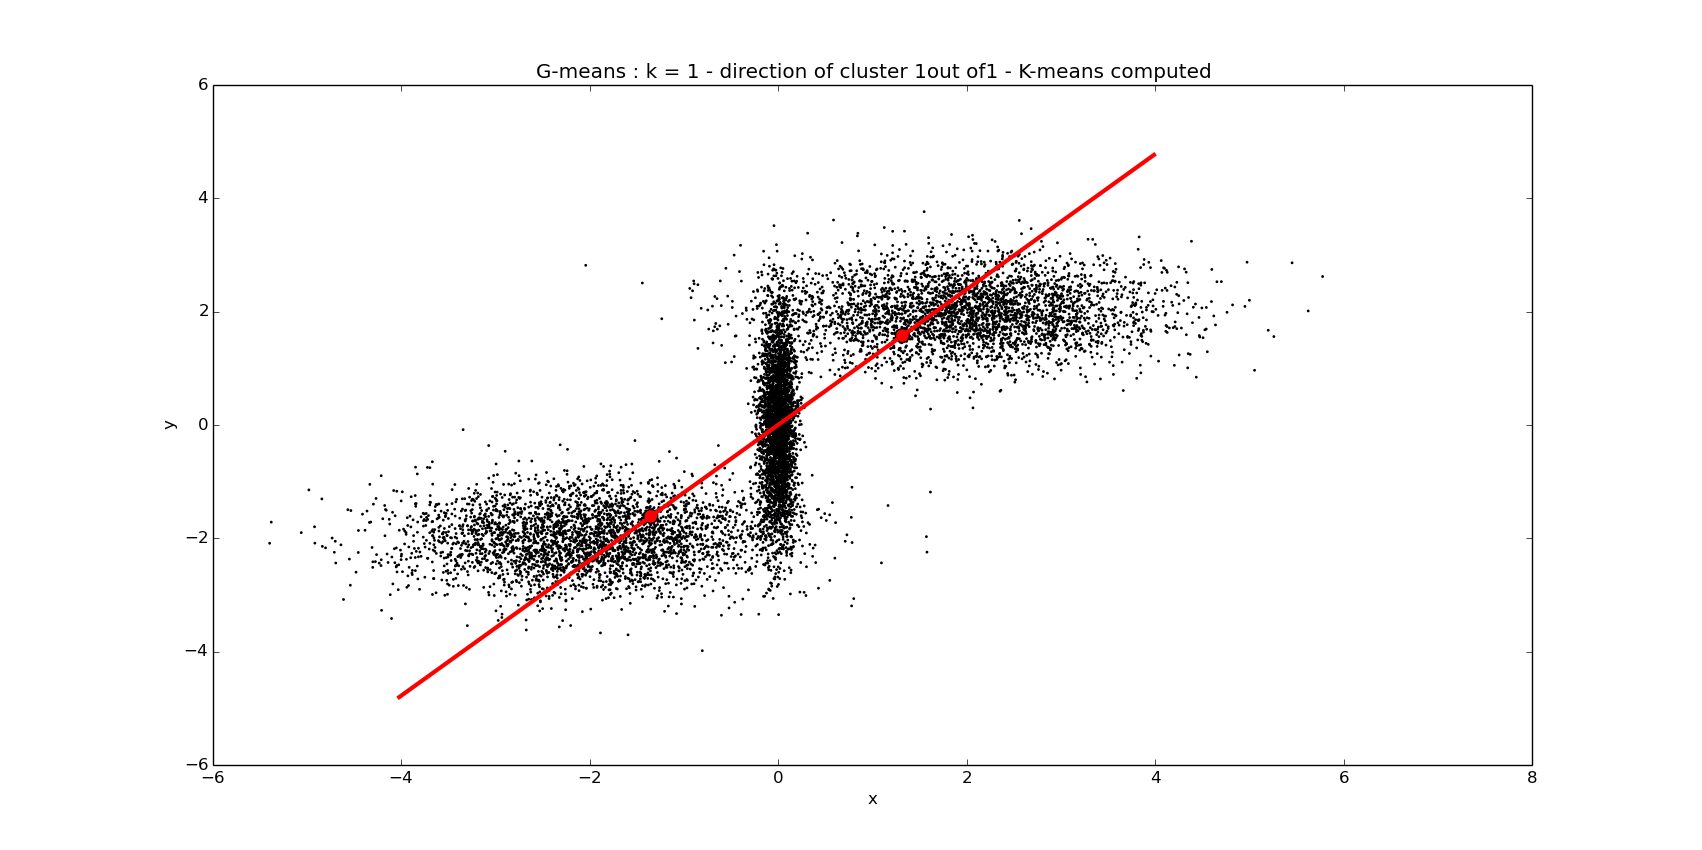 G-means : k = 1 - direction of cluster 1out of1 - K-means computed
6
4
2
0
−2
−4
−6
y
−6 −4 −2 0 2 4 6 8
x